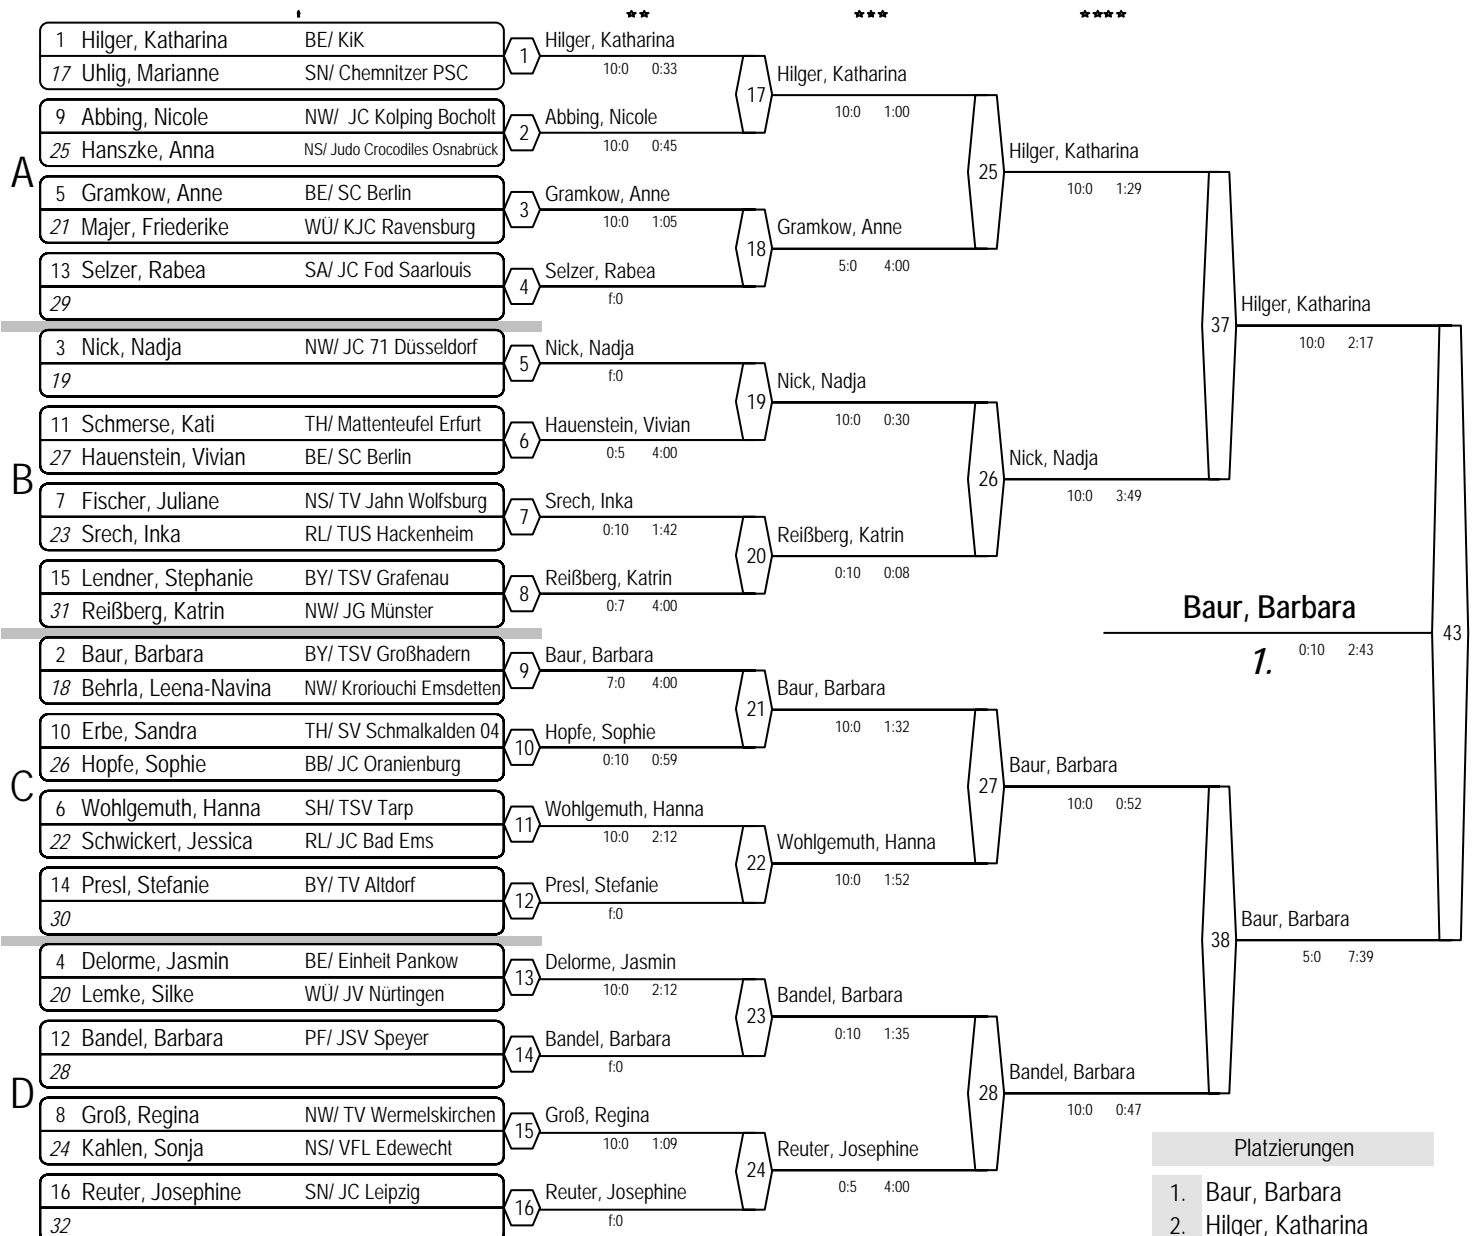 1 Hilger, Katharina BE/ KiK
17 Uhlig, Marianne SN/ Chemnitzer PSC
9 Abbing, Nicole NW/ JC Kolping Bocholt
25 Hanszke, Anna NS/ Judo Crocodiles Osnabrück
A
5 Gramkow, Anne BE/ SC Berlin
21 Majer, Friederike WÜ/ KJC Ravensburg
13 Selzer, Rabea SA/ JC Fod Saarlouis
29
3 Nick, Nadja NW/ JC 71 Düsseldorf
19
11 Schmerse, Kati TH/ Mattenteufel Erfurt
27 Hauenstein, Vivian BE/ SC Berlin
B
7 Fischer, Juliane NS/ TV Jahn Wolfsburg
23 Srech, Inka RL/ TUS Hackenheim
15 Lendner, Stephanie BY/ TSV Grafenau
31 Reißberg, Katrin NW/ JG Münster
2 Baur, Barbara BY/ TSV Großhadern
18 Behrla, Leena-Navina NW/ Kroriouchi Emsdetten
10 Erbe, Sandra TH/ SV Schmalkalden 04
26 Hopfe, Sophie BB/ JC Oranienburg
C
6 Wohlgemuth, Hanna SH/ TSV Tarp
22 Schwickert, Jessica RL/ JC Bad Ems
14 Presl, Stefanie BY/ TV Altdorf
30
4 Delorme, Jasmin BE/ Einheit Pankow
20 Lemke, Silke WÜ/ JV Nürtingen
12 Bandel, Barbara PF/ JSV Speyer
28
D
8 Groß, Regina NW/ TV Wermelskirchen
24 Kahlen, Sonja NS/ VFL Edewecht
16 Reuter, Josephine SN/ JC Leipzig
32
1 Hilger, Katharina
10:0 0:33
2 Abbing, Nicole
10:0 0:45
3 Gramkow, Anne
10:0 1:05
4 Selzer, Rabea
f:0
5 Nick, Nadja
f:0
6 Hauenstein, Vivian
0:5 4:00
7 Srech, Inka
0:10 1:42
8 Reißberg, Katrin
0:7 4:00
9 Baur, Barbara
7:0 4:00
10 Hopfe, Sophie
0:10 0:59
11 Wohlgemuth, Hanna
10:0 2:12
12 Presl, Stefanie
f:0
13 Delorme, Jasmin
10:0 2:12
14 Bandel, Barbara
f:0
15 Groß, Regina
10:0 1:09
16 Reuter, Josephine
f:0
17 Hilger, Katharina
10:0 1:00
18 Gramkow, Anne
5:0 4:00
19 Nick, Nadja
10:0 0:30
20 Reißberg, Katrin
0:10 0:08
21 Baur, Barbara
10:0 1:32
22 Wohlgemuth, Hanna
10:0 1:52
23 Bandel, Barbara
0:10 1:35
24 Reuter, Josephine
0:5 4:00
25 Hilger, Katharina
10:0 1:29
26 Nick, Nadja
10:0 3:49
27 Baur, Barbara
10:0 0:52
28 Bandel, Barbara
10:0 0:47
37 Hilger, Katharina
10:0 2:17
38 Baur, Barbara
5:0 7:39
43
Baur, Barbara
1. 0:10 2:43
Platzierungen
1. Baur, Barbara
2. Hilger, Katharina